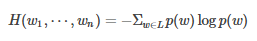 H(w₁, ⋯, wₙ) = −Σ_{w∈L} p(w) log p(w)